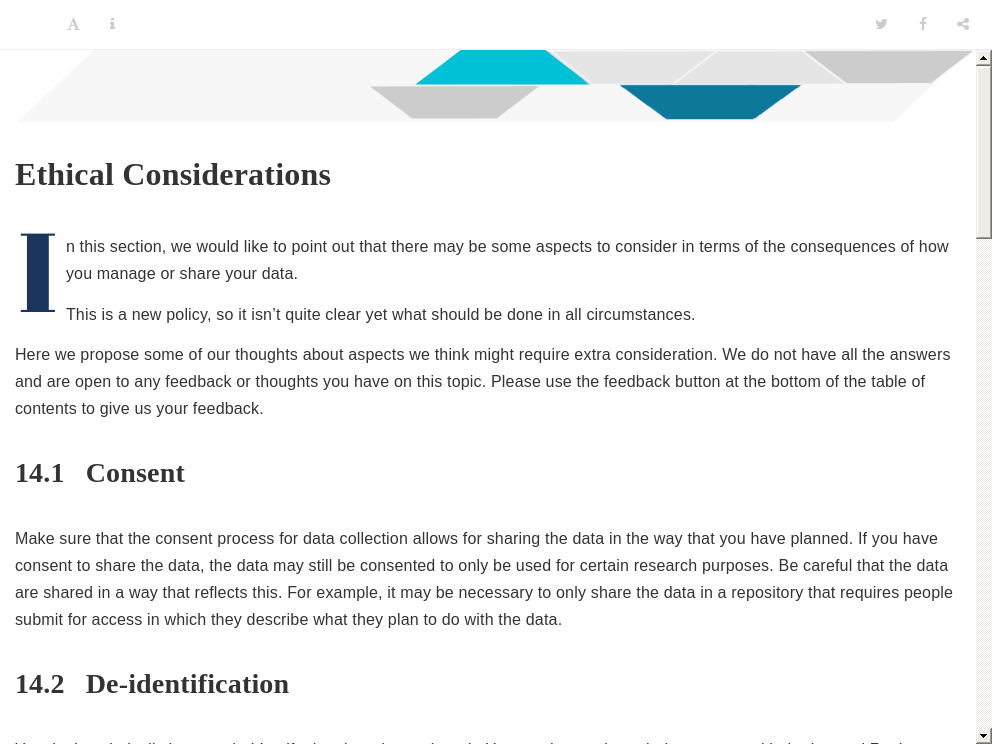 Ethical Considerations
In this section, we would like to point out that there may be some aspects to consider in terms of the consequences of how
you manage or share your data.
This is a new policy, so it isn’t quite clear yet what should be done in all circumstances.
Here we propose some of our thoughts about aspects we think might require extra consideration. We do not have all the answers
and are open to any feedback or thoughts you have on this topic. Please use the feedback button at the bottom of the table of
contents to give us your feedback.
14.1 Consent
Make sure that the consent process for data collection allows for sharing the data in the way that you have planned. If you have
consent to share the data, the data may still be consented to only be used for certain research purposes. Be careful that the data
are shared in a way that reflects this. For example, it may be necessary to only share the data in a repository that requires people
submit for access in which they describe what they plan to do with the data.
14.2 De-identification